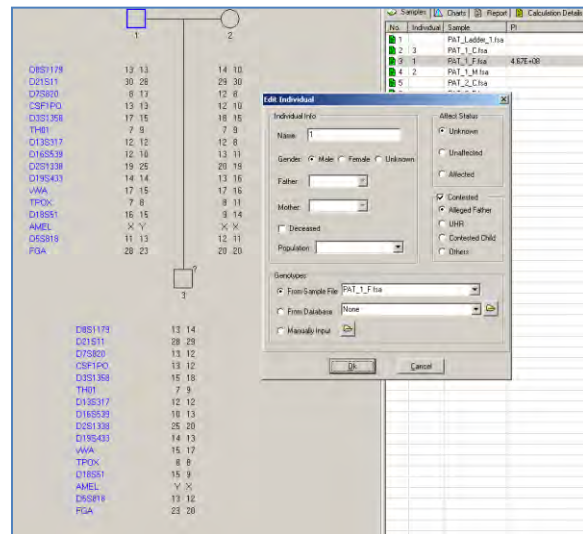 Samples Charts Report Calculation Details
No. Individual Sample PI
1 PAT_Ladder_1.fsa
2 3 PAT_1_C.fsa
3 1 PAT_1_F.fsa 4.67E+08
4 2 PAT_1_M.fsa
PAT_2_C.fsa
1 2
D8S1179 13 13 14 10
D21S11 30 28 29 30
D7S820 8 13 12 8
CSF1PO 13 13 12 10
D3S1358 17 15 18 15
TH01 7 9 7 9
D13S317 12 12 12 8
D16S539 12 10 13 11
D2S1338 19 25 20 19
D19S433 14 14 13 16
vWA 17 15 17 16
TPOX 7 8 8 11
D18S51 16 15 9 14
AMEL X Y X X
D5S818 11 13 12 11
FGA 28 23 20 20
?
3
D8S1179 13 14
D21S11 28 29
D7S820 13 12
CSF1PO 13 12
D3S1358 15 18
TH01 7 9
D13S317 12 12
D16S539 10 13
D2S1338 25 20
D19S433 14 13
vWA 15 17
TPOX 8 8
D18S51 15 9
AMEL Y X
D5S818 13 12
FGA 23 20
Edit Individual
Individual Info
Name: 1
Gender: Male Female Unknown
Father:
Mother:
Deceased
Population:
Affect Status
Unknown
Unaffected
Affected
Contested
Alleged Father
UHR
Contested Child
Others
Genotypes
From Sample File PAT_1_F.fsa
From Database None
Manually Input
Ok Cancel